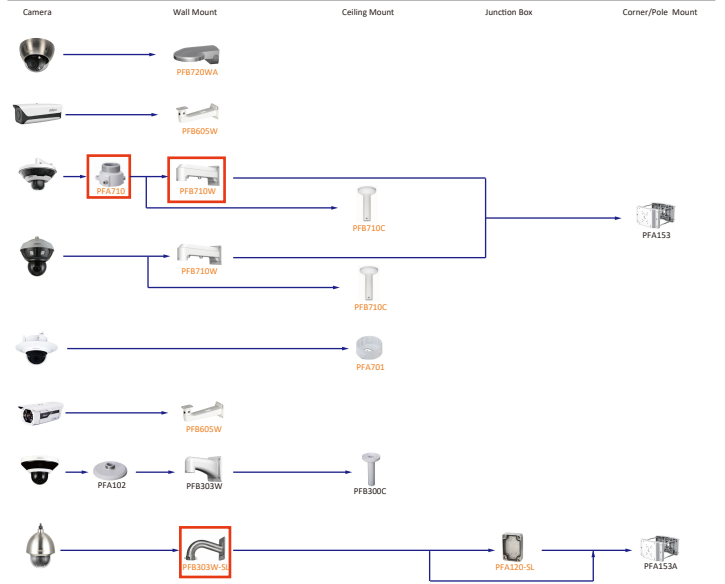 Camera Wall Mount Ceiling Mount Junction Box Corner/Pole Mount
PFB720WA
PFB605W
PFA710 PFB710W
PFB710C
PFA153
PFB710W
PFB710C
PFA701
PFB605W
PFA102 PFB303W PFB300C
PFB303W-SL PFA120-SL PFA153A